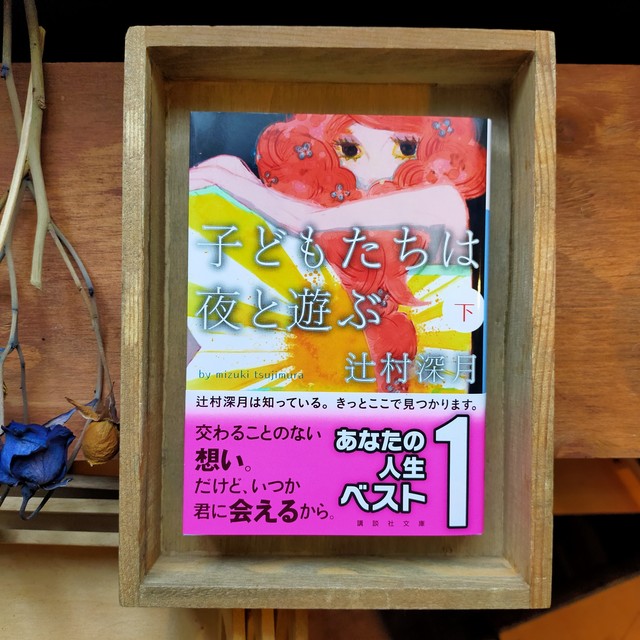 子どもたちは
夜と遊ぶ
下
by mizuki tsujimura
辻村深月
辻村深月は知っている。きっとここで見つかります。
交わることのない
想い。
だけど、いつか
君に会えるから。
あなたの
人生
ベスト
1
講談社文庫